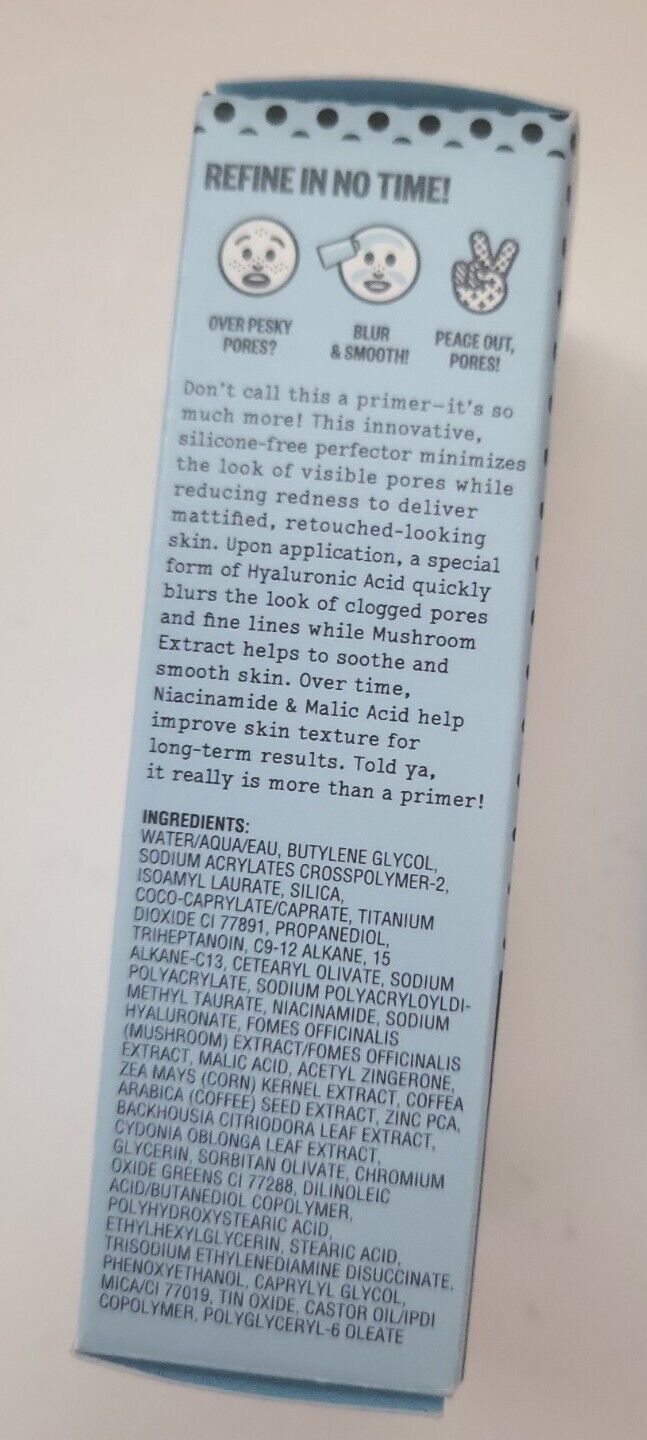 REFINE IN NO TIME!
OVER PESKY
PORES?
BLUR
& SMOOTH!
PEACE OUT,
PORES!
Don't call this a primer—it's so
much more! This innovative,
silicone-free perfector minimizes
the look of visible pores while
reducing redness to deliver
mattified, retouched-looking
skin. Upon application, a special
form of Hyaluronic Acid quickly
blurs the look of clogged pores
and fine lines while Mushroom
Extract helps to soothe and
smooth skin. Over time,
Niacinamide & Malic Acid help
improve skin texture for
long-term results. Told ya,
it really is more than a primer!
INGREDIENTS:
WATER/AQUA/EAU, BUTYLENE GLYCOL,
SODIUM ACRYLATES CROSSPOLYMER-2,
ISOAMYL LAURATE, SILICA,
COCO-CAPRYLATE/CAPRATE, TITANIUM
DIOXIDE CI 77891, PROPANEDIOL,
TRIHEPTANOIN, C9-12 ALKANE, 15
ALKANE-C13, CETEARYL OLIVATE, SODIUM
POLYACRYLATE, SODIUM POLYACRYLOYLDI-
METHYL TAURATE, NIACINAMIDE, SODIUM
HYALURONATE, FOMES OFFICINALIS
(MUSHROOM) EXTRACT/FOMES OFFICINALIS
EXTRACT, MALIC ACID, ACETYL ZINGERONE,
ZEA MAYS (CORN) KERNEL EXTRACT, COFFEA
ARABICA (COFFEE) SEED EXTRACT, ZINC PCA,
BACKHOUSIA CITRIODORA LEAF EXTRACT,
CYDONIA OBLONGA LEAF EXTRACT,
GLYCERIN, SORBITAN OLIVATE, CHROMIUM
OXIDE GREENS CI 77288, DILINOLEIC
ACID/BUTANEDIOL COPOLYMER,
POLYHYDROXYSTEARIC ACID,
ETHYLHEXYLGLYCERIN, STEARIC ACID,
TRISODIUM ETHYLENEDIAMINE DISUCCINATE,
PHENOXYETHANOL, CAPRYLYL GLYCOL,
MICA/CI 77019, TIN OXIDE, CASTOR OIL/IPDI
COPOLYMER, POLYGLYCERYL-6 OLEATE